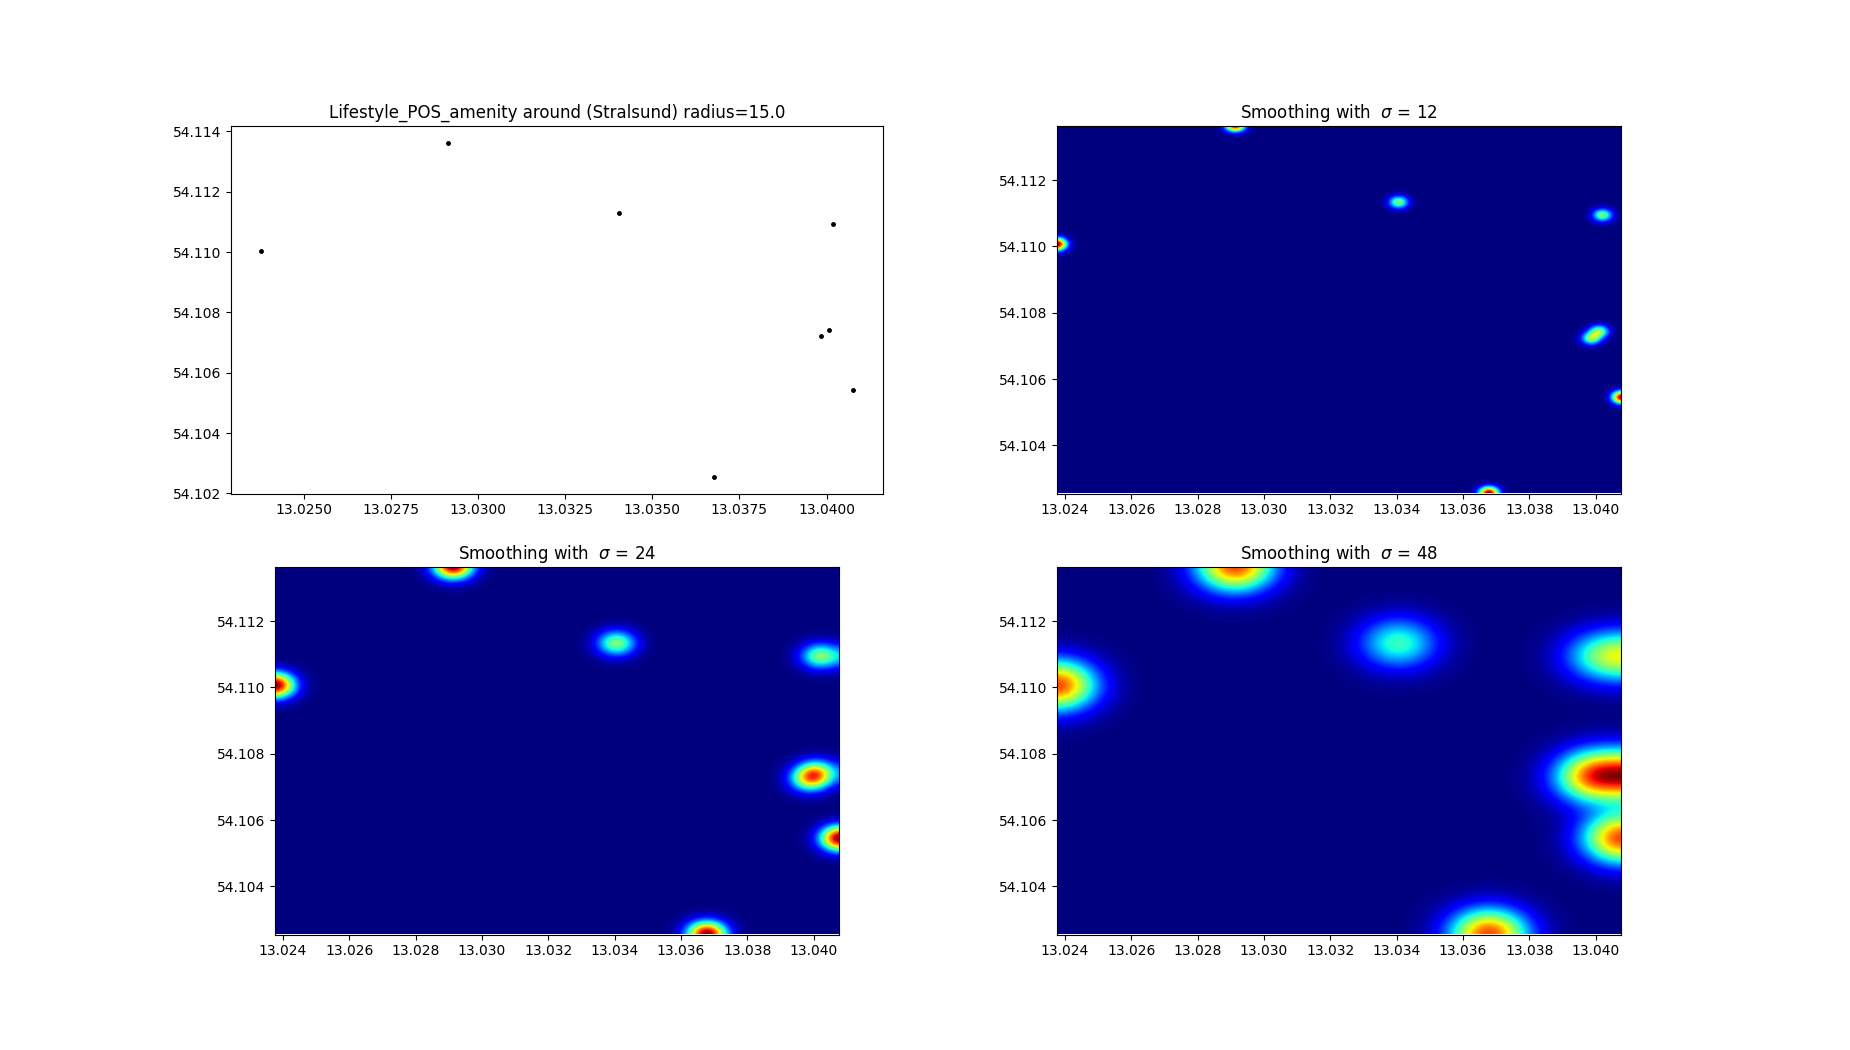 Lifestyle_POS_amenity around (Stralsund) radius=15.0
54.114
54.112
54.110
54.108
54.106
54.104
54.102
13.0250 13.0275 13.0300 13.0325 13.0350 13.0375 13.0400
Smoothing with σ = 12
54.112
54.110
54.108
54.106
54.104
13.024 13.026 13.028 13.030 13.032 13.034 13.036 13.038 13.040
Smoothing with σ = 24
54.112
54.110
54.108
54.106
54.104
13.024 13.026 13.028 13.030 13.032 13.034 13.036 13.038 13.040
Smoothing with σ = 48
54.112
54.110
54.108
54.106
54.104
13.024 13.026 13.028 13.030 13.032 13.034 13.036 13.038 13.040